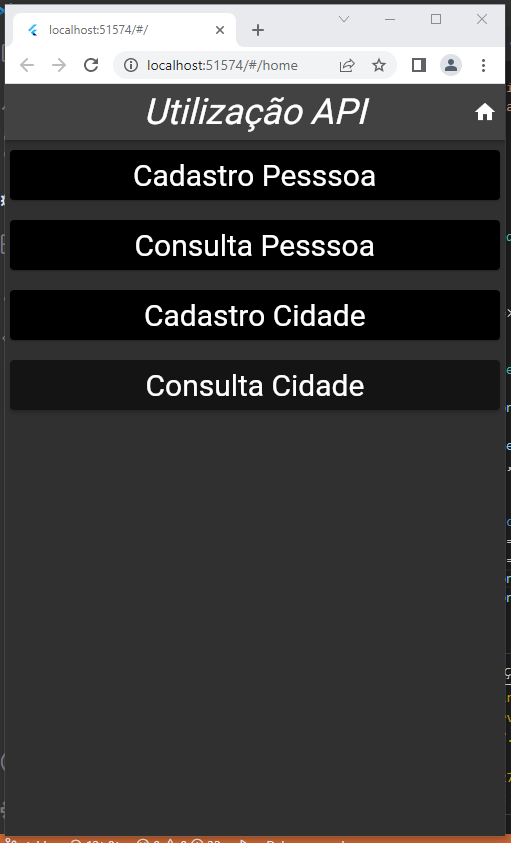 localhost:51574/#/
localhost:51574/#/home
Utilização API
Cadastro Pesssoa
Consulta Pesssoa
Cadastro Cidade
Consulta Cidade